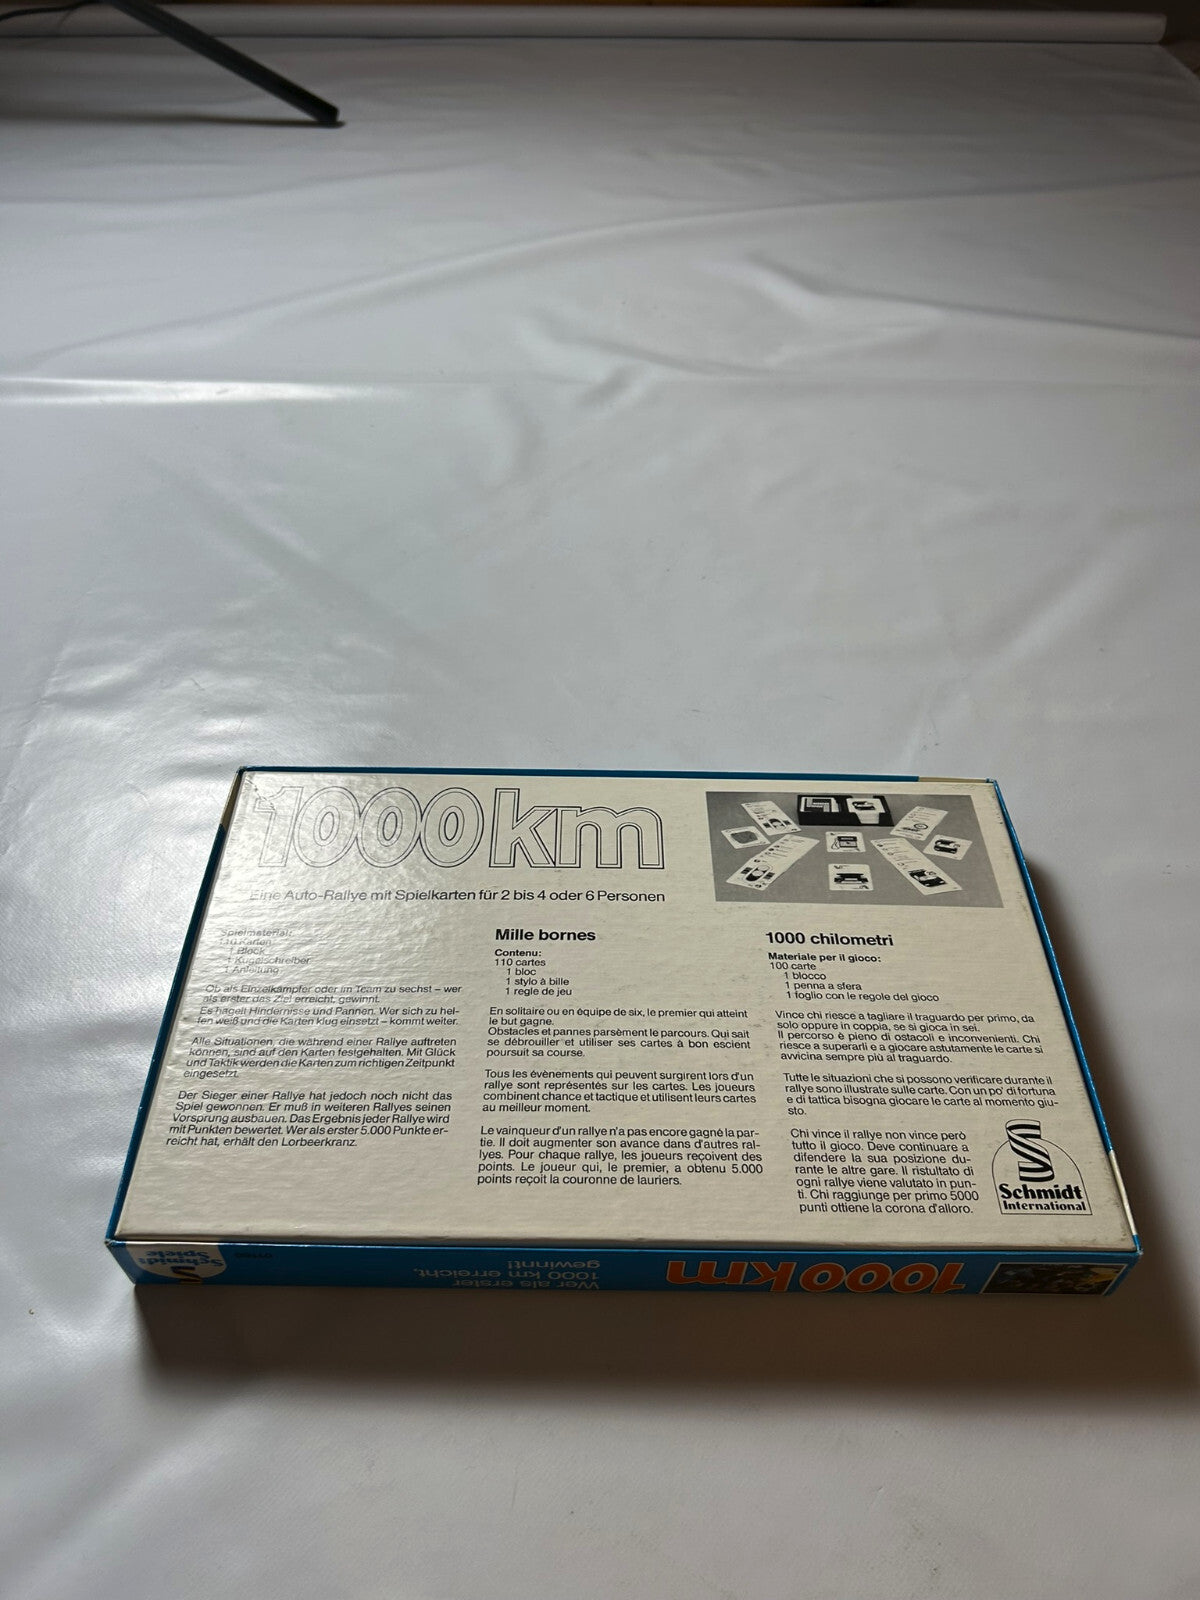 1000km
Eine Auto-Rallye mit Spielkarten für 2 bis 4 oder 6 Personen
Spielmaterial:
110 Karten
1 Block
1 Kugelschreiber
1 Anleitung
Ob als Einzelkämpfer oder im Team zu sechst – wer
als erster das Ziel erreicht, gewinnt.
Es hagelt Hindernisse und Pannen. Wer sich zu hel-
fen weiß und die Karten klug einsetzt – kommt weiter.
Alle Situationen, die während einer Rallye auftreten
können, sind auf den Karten festgehalten. Mit Glück
und Taktik werden die Karten zum richtigen Zeitpunkt
eingesetzt.
Der Sieger einer Rallye hat jedoch noch nicht das
Spiel gewonnen. Er muß in weiteren Rallyes seinen
Vorsprung ausbauen. Das Ergebnis jeder Rallye wird
mit Punkten bewertet. Wer als erster 5.000 Punkte er-
reicht hat, erhält den Lorbeerkranz.
Mille bornes
Contenu:
110 cartes
1 bloc
1 stylo à bille
1 regle de jeu
En solitaire ou en équipe de six, le premier qui atteint
le but gagne.
Obstacles et pannes parsèment le parcours. Qui sait
se débrouiller et utiliser ses cartes à bon escient
poursuit sa course.
Tous les évènements qui peuvent surgirent lors d'un
rallye sont représentés sur les cartes. Les joueurs
combinent chance et tactique et utilisent leurs cartes
au meilleur moment.
Le vainqueur d'un rallye n'a pas encore gagné la par-
tie. Il doit augmenter son avance dans d'autres ral-
lyes. Pour chaque rallye, les joueurs reçoivent des
points. Le joueur qui, le premier, a obtenu 5.000
points reçoit la couronne de lauriers.
1000 chilometri
Materiale per il gioco:
100 carte
1 blocco
1 penna a sfera
1 foglio con le regole del gioco
Vince chi riesce a tagliare il traguardo per primo, da
solo oppure in coppia, se si gioca in sei.
Il percorso è pieno di ostacoli e inconvenienti. Chi
riesce a superarli e a giocare astutamente le carte si
avvicina sempre più al traguardo.
Tutte le situazioni che si possono verificare durante il
rallye sono illustrate sulle carte. Con un po' di fortuna
e di tattica bisogna giocare le carte al momento giu-
sto.
Chi vince il rallye non vince però
tutto il gioco. Deve continuare a
difendere la sua posizione du-
rante le altre gare. Il ristultato di
ogni rallye viene valutato in pun-
ti. Chi raggiunge per primo 5000
punti ottiene la corona d'alloro.
Schmidt
International
1000km
Wer als erster
1000 km erreicht,
gewinnt!
Schmidt
Spiele